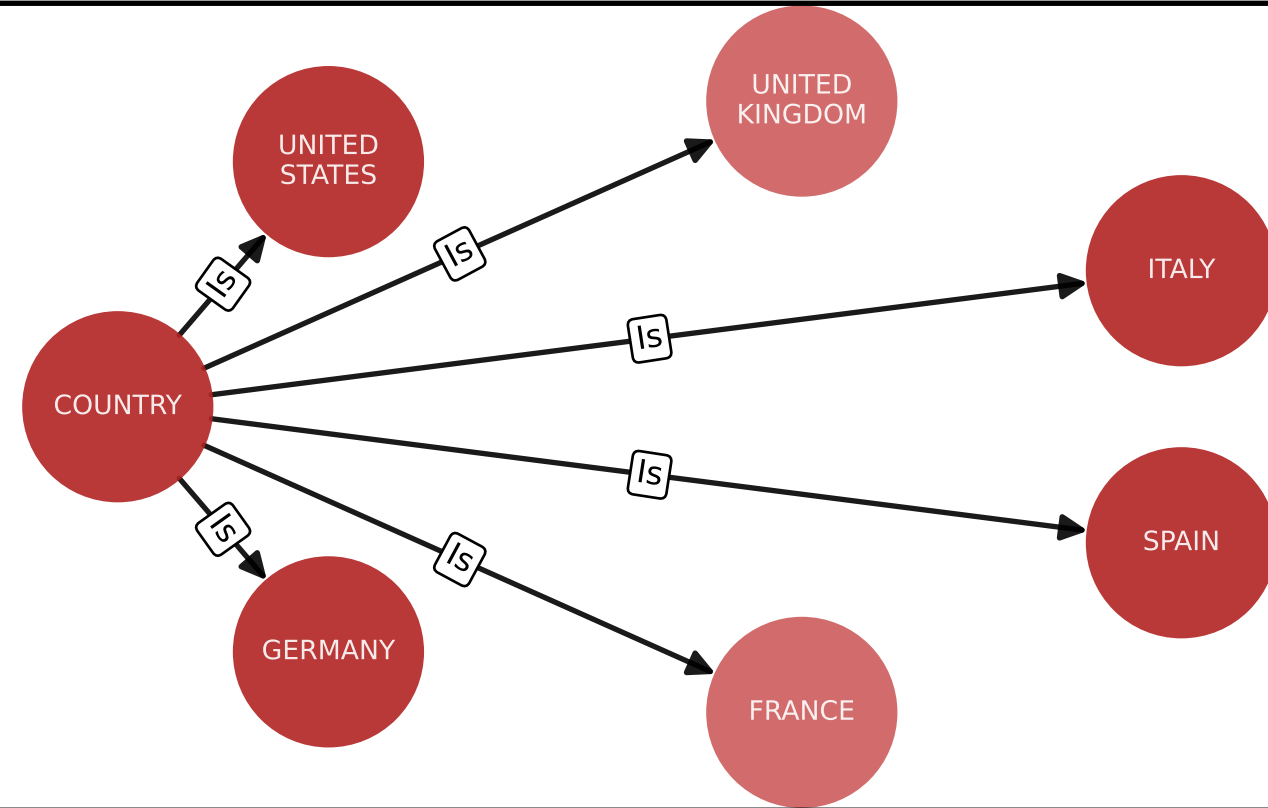 UNITED
KINGDOM
UNITED
STATES
Is
Is
ITALY
Is
COUNTRY
Is
SPAIN
Is
Is
GERMANY
FRANCE